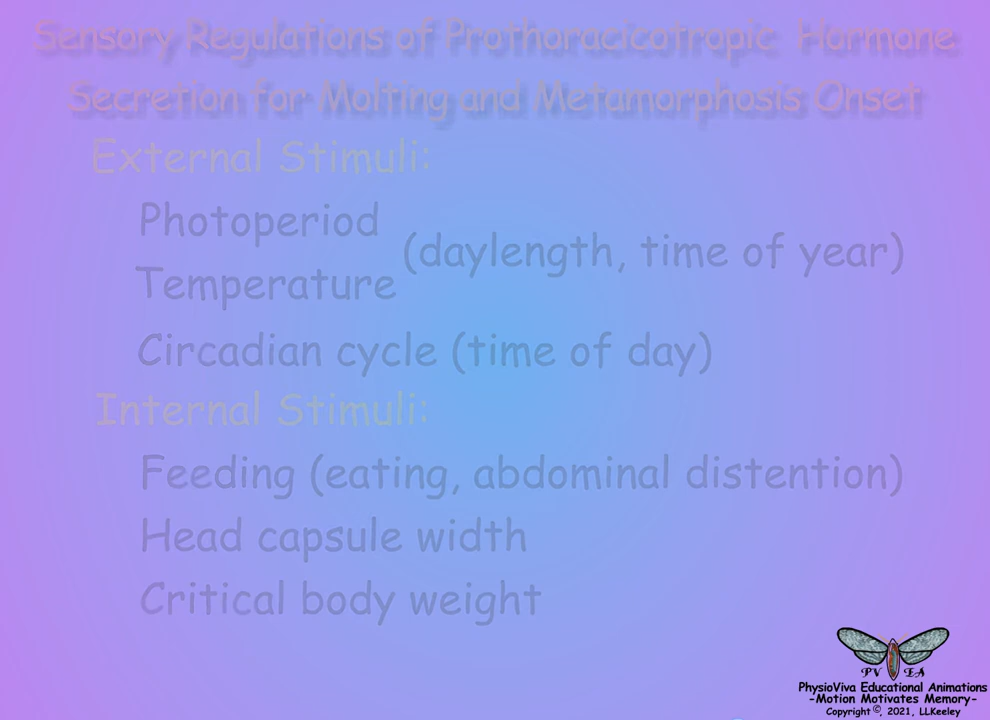 Sensory Regulations of Prothoracicotropic Hormone
Secretion for Molting and Metamorphosis Onset
External Stimuli:
Photoperiod
(daylength, time of year)
Temperature
Circadian cycle (time of day)
Internal Stimuli:
Feeding (eating, abdominal distention)
Head capsule width
Critical body weight
PV EA
PhysioViva Educational Animations
-Motion Motivates Memory-
Copyright ©, 2021, LLKeeley